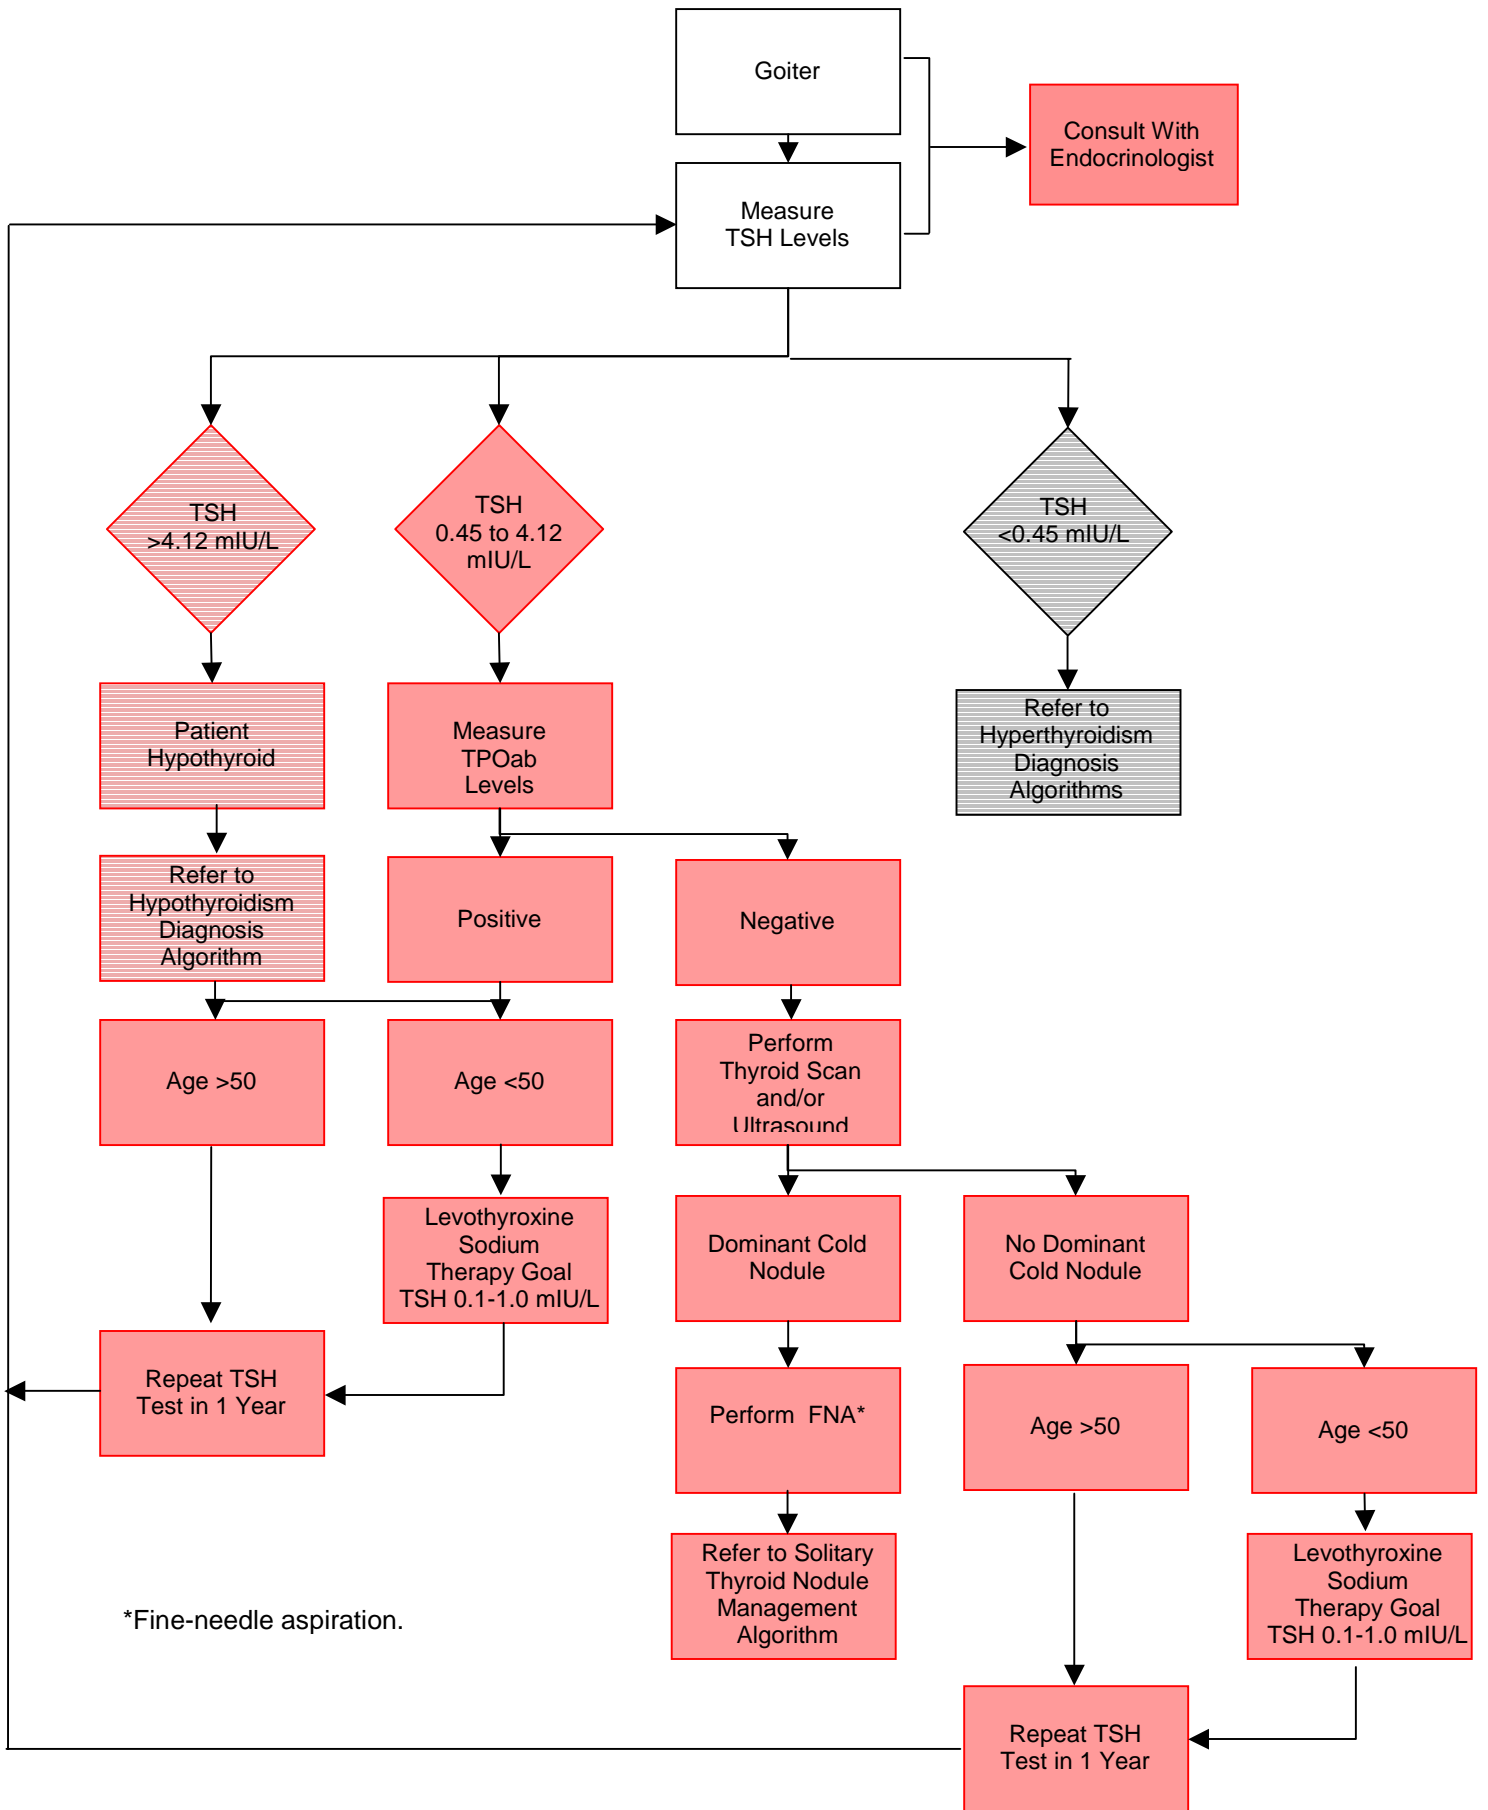 Goiter
Consult With
Endocrinologist
Measure
TSH Levels
TSH
>4.12 mIU/L
TSH
0.45 to 4.12
mIU/L
TSH
<0.45 mIU/L
Patient
Hypothyroid
Measure
TPOab
Levels
Refer to
Hyperthyroidism
Diagnosis
Algorithms
Refer to
Hypothyroidism
Diagnosis
Algorithm
Positive
Negative
Age >50
Age <50
Perform
Thyroid Scan
and/or
Ultrasound
Levothyroxine
Sodium
Therapy Goal
TSH 0.1-1.0 mIU/L
Dominant Cold
Nodule
No Dominant
Cold Nodule
Repeat TSH
Test in 1 Year
Perform  FNA*
Age >50
Age <50
Refer to Solitary
Thyroid Nodule
Management
Algorithm
Levothyroxine
Sodium
Therapy Goal
TSH 0.1-1.0 mIU/L
*Fine-needle aspiration.
Repeat TSH
Test in 1 Year